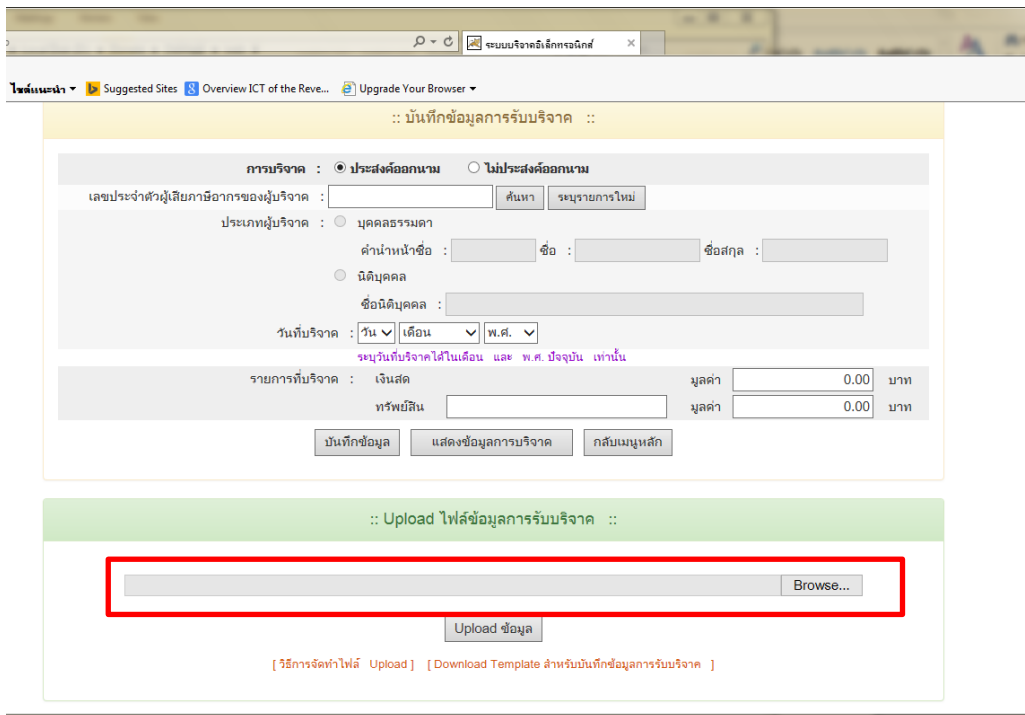 ระบบบริจาคอิเล็กทรอนิกส์ ×
ไซต์แนะนำ Suggested Sites Overview ICT of the Reve... Upgrade Your Browser
:: บันทึกข้อมูลการรับบริจาค ::
การบริจาค : ประสงค์ออกนาม ไม่ประสงค์ออกนาม
เลขประจำตัวผู้เสียภาษีอากรของผู้บริจาค : ค้นหา ระบุรายการใหม่
ประเภทผู้บริจาค : บุคคลธรรมดา
คำนำหน้าชื่อ : ชื่อ : ชื่อสกุล :
นิติบุคคล
ชื่อนิติบุคคล :
วันที่บริจาค : วัน เดือน พ.ศ.
ระบุวันที่บริจาคได้ในเดือน และ พ.ศ. ปัจจุบัน เท่านั้น
รายการที่บริจาค : เงินสด มูลค่า 0.00 บาท
ทรัพย์สิน มูลค่า 0.00 บาท
บันทึกข้อมูล แสดงข้อมูลการบริจาค กลับเมนูหลัก
:: Upload ไฟล์ข้อมูลการรับบริจาค ::
Browse...
Upload ข้อมูล
[ วิธีการจัดทำไฟล์ Upload ] [ Download Template สำหรับบันทึกข้อมูลการรับบริจาค ]